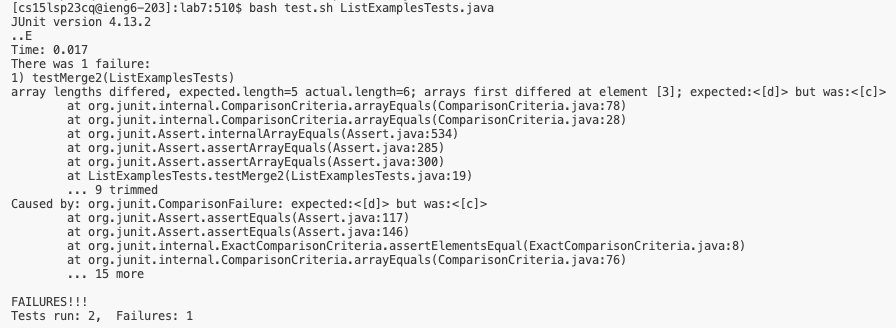 [cs15lsp23cq@ieng6-203]:lab7:510$ bash test.sh ListExamplesTests.java
JUnit version 4.13.2
..E
Time: 0.017
There was 1 failure:
1) testMerge2(ListExamplesTests)
array lengths differed, expected.length=5 actual.length=6; arrays first differed at element [3]; expected:<[d]> but was:<[c]>
        at org.junit.internal.ComparisonCriteria.arrayEquals(ComparisonCriteria.java:78)
        at org.junit.internal.ComparisonCriteria.arrayEquals(ComparisonCriteria.java:28)
        at org.junit.Assert.internalArrayEquals(Assert.java:534)
        at org.junit.Assert.assertArrayEquals(Assert.java:285)
        at org.junit.Assert.assertArrayEquals(Assert.java:300)
        at ListExamplesTests.testMerge2(ListExamplesTests.java:19)
        ... 9 trimmed
Caused by: org.junit.ComparisonFailure: expected:<[d]> but was:<[c]>
        at org.junit.Assert.assertEquals(Assert.java:117)
        at org.junit.Assert.assertEquals(Assert.java:146)
        at org.junit.internal.ExactComparisonCriteria.assertElementsEqual(ExactComparisonCriteria.java:8)
        at org.junit.internal.ComparisonCriteria.arrayEquals(ComparisonCriteria.java:76)
        ... 15 more
FAILURES!!!
Tests run: 2,  Failures: 1